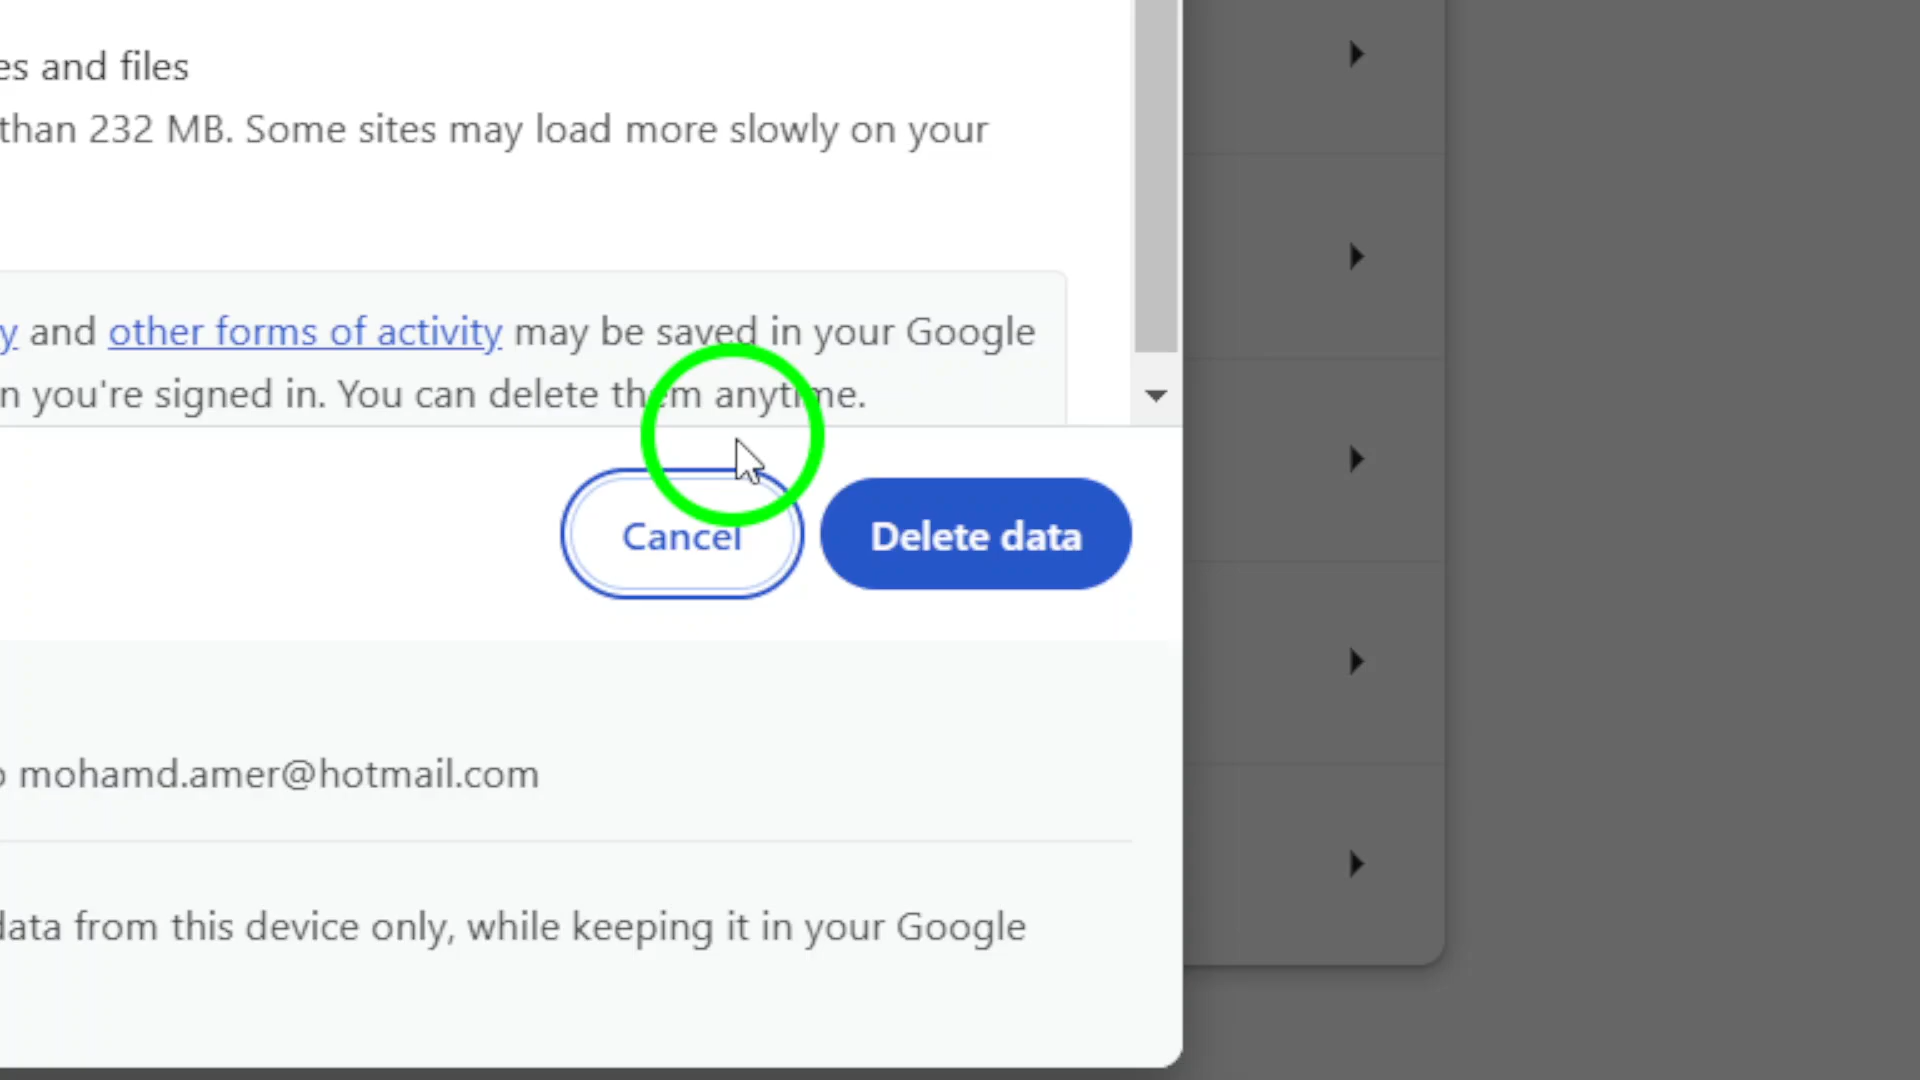 es and files
than 232 MB. Some sites may load more slowly on your
y and other forms of activity may be saved in your Google
n you're signed in. You can delete them anytime.
Cancel
Delete data
o mohamd.amer@hotmail.com
data from this device only, while keeping it in your Google